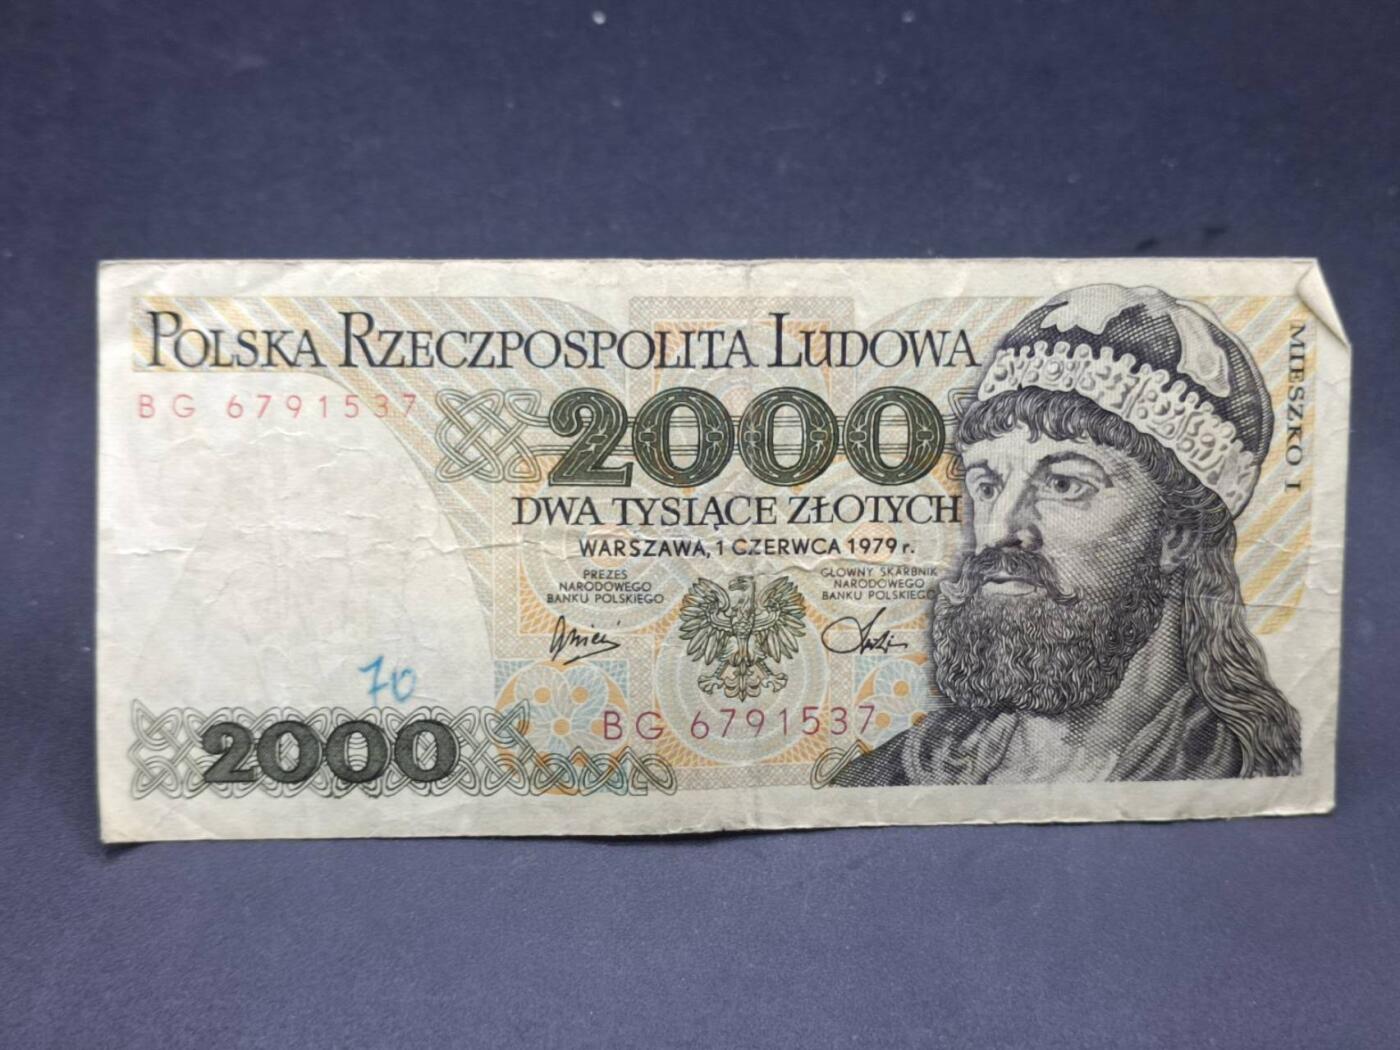 POLSKA RZECZPOSPOLITA LUDOWA
BG 6791537
2000
DWA TYSIĄCE ZŁOTYCH
WARSZAWA, 1 CZERWCA 1979 r.
PREZES
NARODOWEGO
BANKU POLSKIEGO
GŁÓWNY SKARBNIK
NARODOWEGO
BANKU POLSKIEGO
70
BG 6791537
2000
MIESZKO I